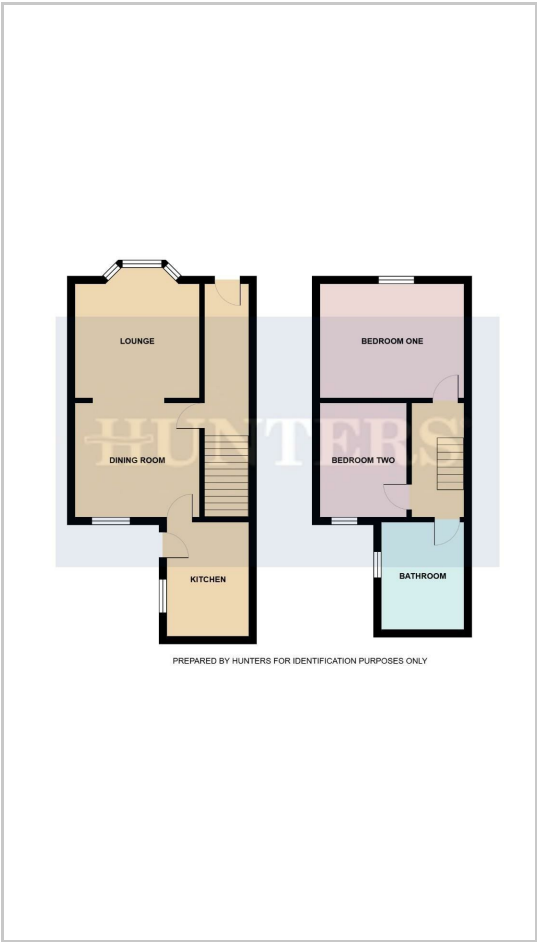 LOUNGE
DINING ROOM
KITCHEN
BEDROOM ONE
BEDROOM TWO
BATHROOM
HUNTERS
PREPARED BY HUNTERS FOR IDENTIFICATION PURPOSES ONLY